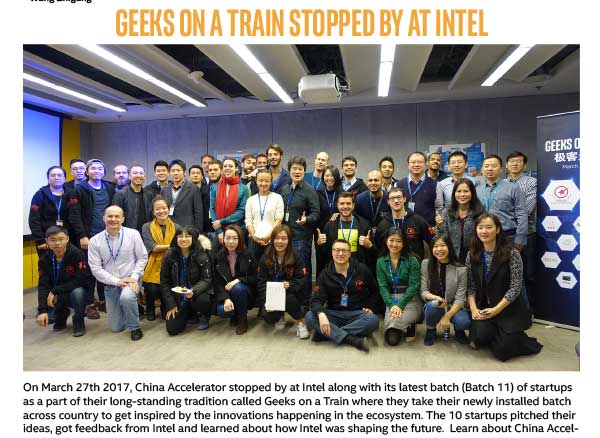 Wang Zhigang
GEEKS ON A TRAIN STOPPED BY AT INTEL
GEEKS O
极客
March
On March 27th 2017, China Accelerator stopped by at Intel along with its latest batch (Batch 11) of startups
as a part of their long-standing tradition called Geeks on a Train where they take their newly installed batch
across country to get inspired by the innovations happening in the ecosystem. The 10 startups pitched their
ideas, got feedback from Intel and learned about how Intel was shaping the future. Learn about China Accel-